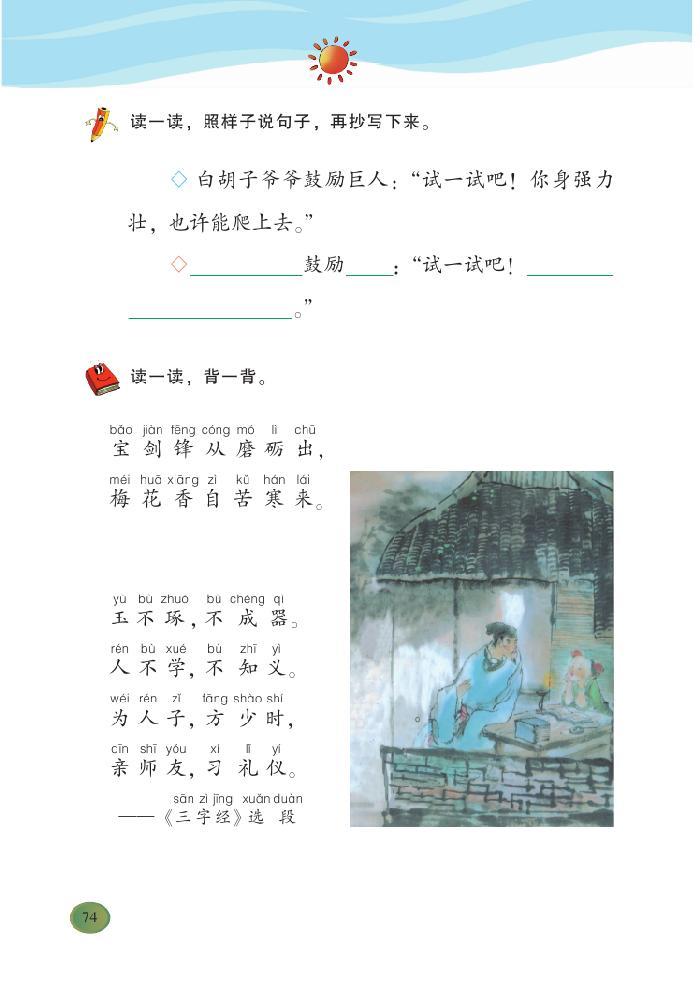 读一读，照样子说句子，再抄写下来。
◇ 白胡子爷爷鼓励巨人：“试一试吧！你身强力
壮，也许能爬上去。”
◇__________鼓励____：“试一试吧！________
______________。”
读一读，背一背。
bǎo jiàn fēng cóng mó lì chū
宝剑锋从磨砺出，
méi huā xiāng zì kǔ hán lái
梅花香自苦寒来。
yù bù zhuó bù chéng qì
玉不琢，不成器。
rén bù xué bù zhī yì
人不学，不知义。
wéi rén zǐ fāng shào shí
为人子，方少时，
qīn shī yǒu xí lǐ yí
亲师友，习礼仪。
sān zì jīng xuǎn duàn
——《三字经》选段
74